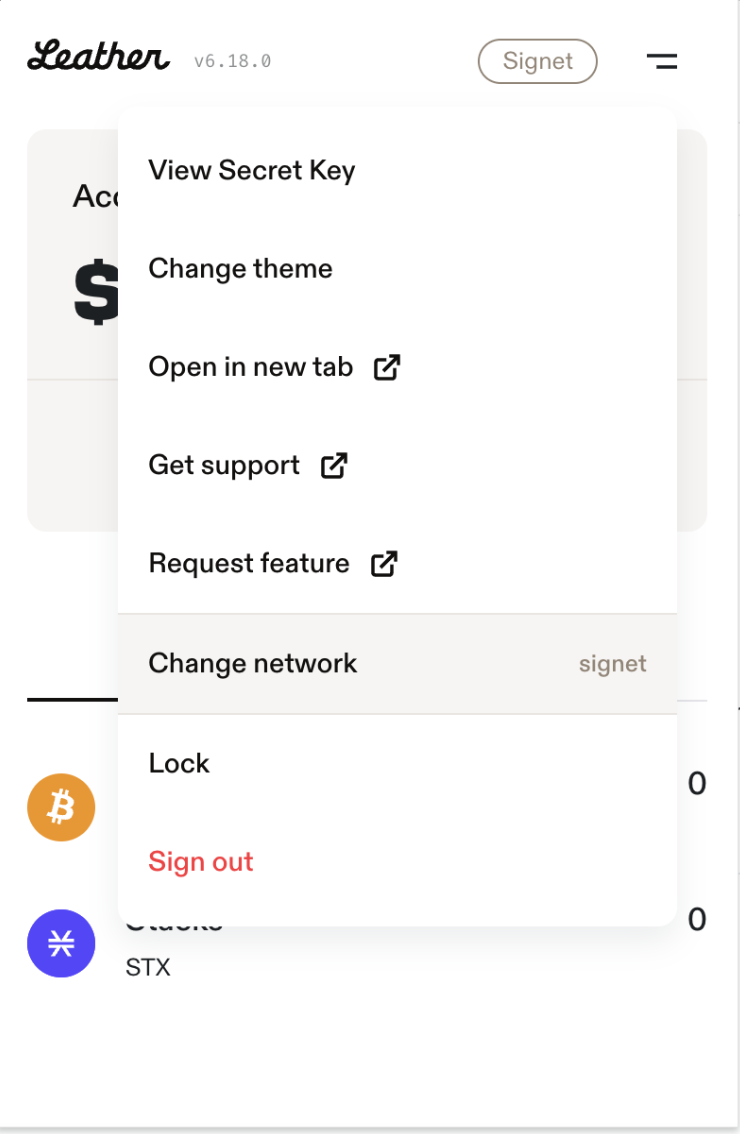 Leather v6.18.0 Signet
View Secret Key
Acc
$
Change theme
Open in new tab
Get support
Request feature
Change network signet
Lock
0
Sign out
Stacks 0
STX